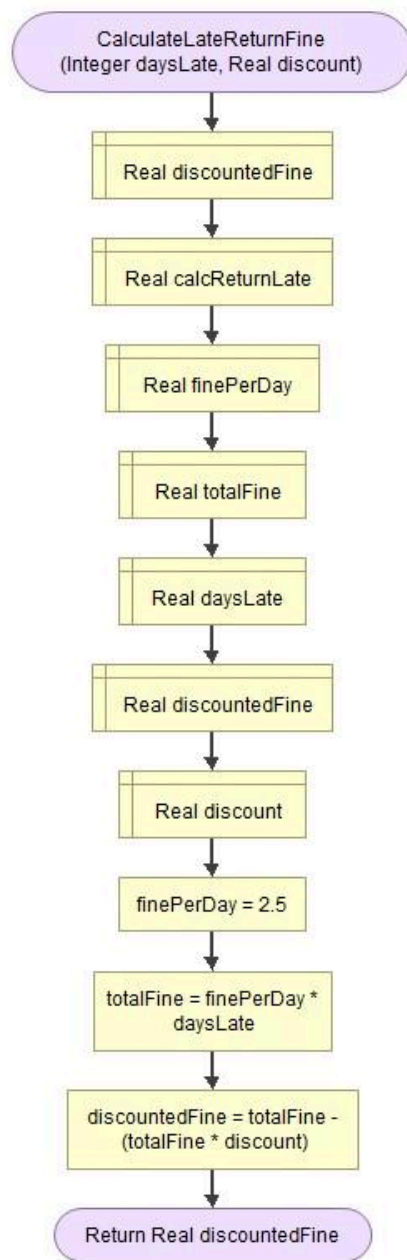 CalculateLateReturnFine
(Integer daysLate, Real discount)
Real discountedFine
Real calcReturnLate
Real finePerDay
Real totalFine
Real daysLate
Real discountedFine
Real discount
finePerDay = 2.5
totalFine = finePerDay *
daysLate
discountedFine = totalFine -
(totalFine * discount)
Return Real discountedFine